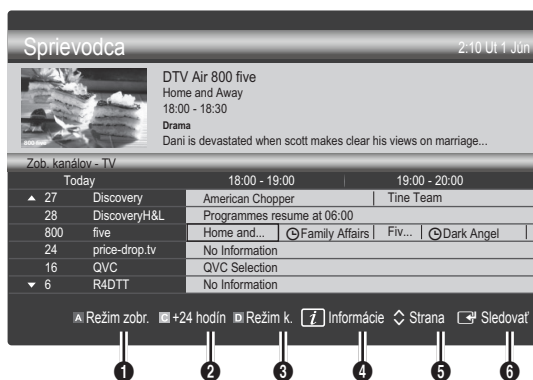 Sprievodca
2:10 Ut 1 Jún
DTV Air 800 five
Home and Away
18:00 - 18:30
Drama
Dani is devastated when scott makes clear his views on marriage...
800 five
Zob. kanálov - TV
Today 18:00 - 19:00 19:00 - 20:00
▲ 27 Discovery American Chopper Tine Team
28 DiscoveryH&L Programmes resume at 06:00
800 five Home and... Family Affairs Fiv... Dark Angel
24 price-drop.tv No Information
16 QVC QVC Selection
▼ 6 R4DTT No Information
A Režim zobr. C +24 hodín D Režim k. i Informácie Strana Sledovať
1 2 3 4 5 6